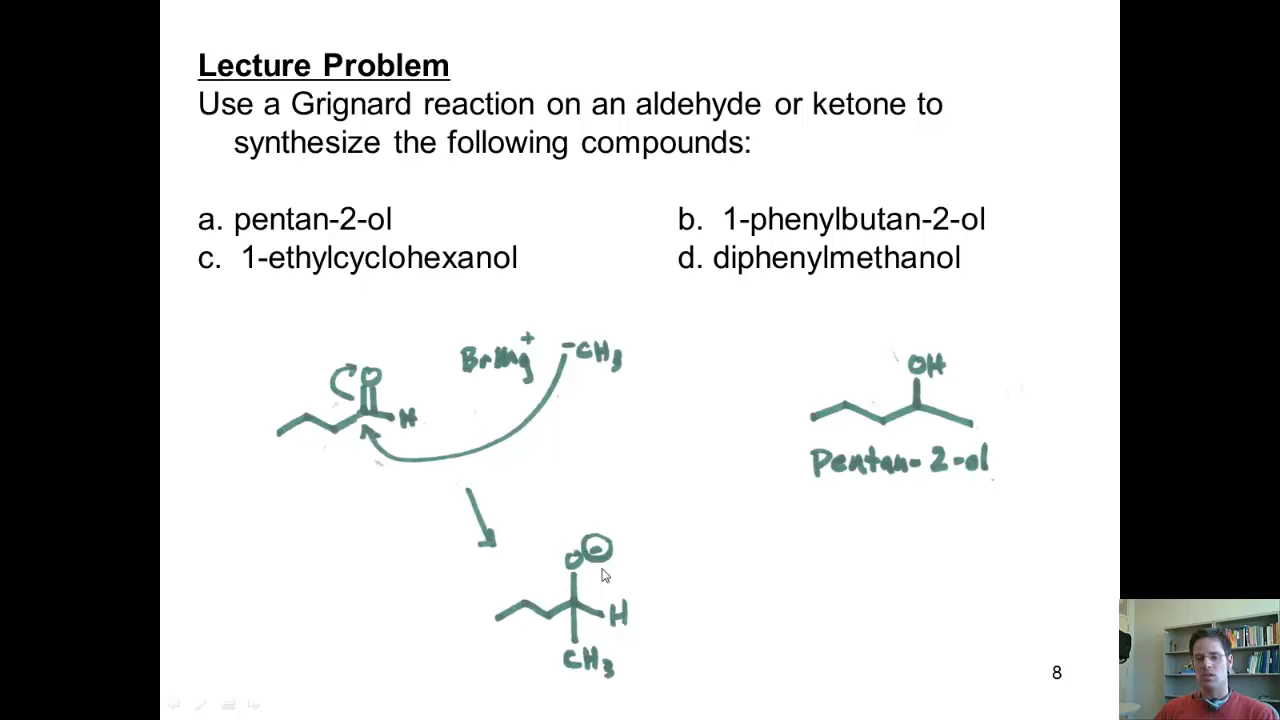 Lecture Problem
Use a Grignard reaction on an aldehyde or ketone to
synthesize the following compounds:
a. pentan-2-ol
b. 1-phenylbutan-2-ol
c. 1-ethylcyclohexanol
d. diphenylmethanol
O
H
BrMg+
-CH3
OH
Pentan-2-ol
O-
H
CH3
8